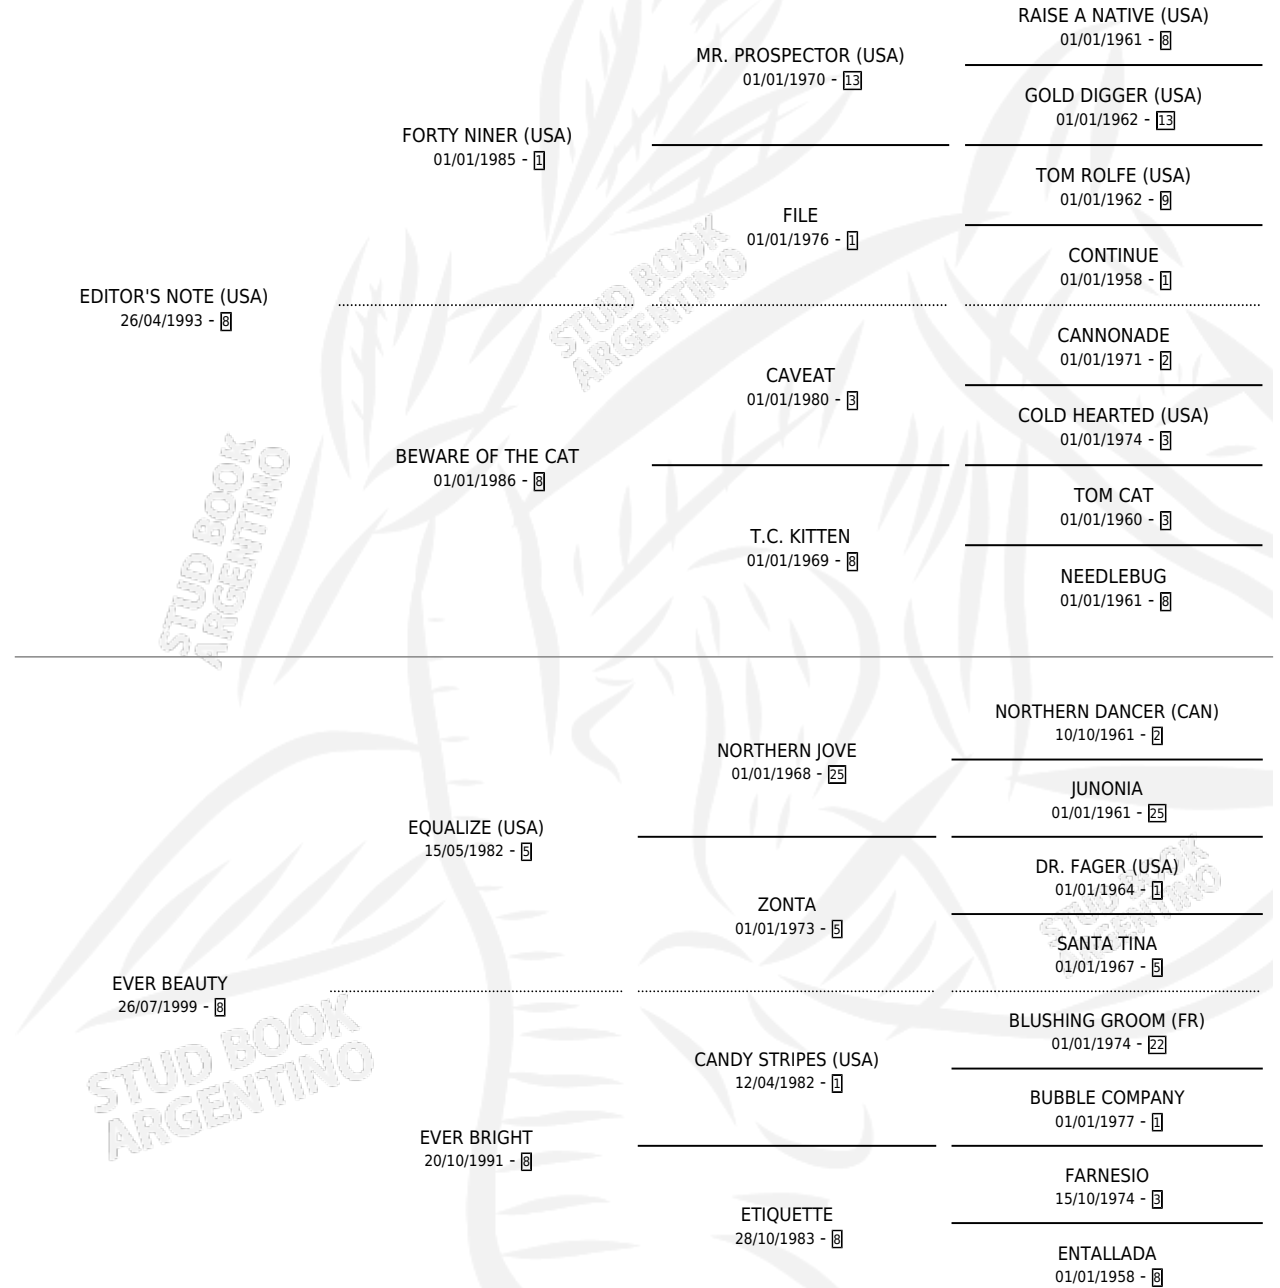 RAISE A NATIVE (USA)
01/01/1961 - 8
MR. PROSPECTOR (USA)
01/01/1970 - 13
GOLD DIGGER (USA)
01/01/1962 - 13
FORTY NINER (USA)
01/01/1985 - 1
TOM ROLFE (USA)
01/01/1962 - 9
FILE
01/01/1976 - 1
CONTINUE
01/01/1958 - 1
EDITOR'S NOTE (USA)
26/04/1993 - 8
CANNONADE
01/01/1971 - 2
CAVEAT
01/01/1980 - 3
COLD HEARTED (USA)
01/01/1974 - 3
BEWARE OF THE CAT
01/01/1986 - 8
TOM CAT
01/01/1960 - 3
T.C. KITTEN
01/01/1969 - 8
NEEDLEBUG
01/01/1961 - 8
STUD BOOK
ARGENTINO
STUD BOOK
ARGENTINO
NORTHERN DANCER (CAN)
10/10/1961 - 2
NORTHERN JOVE
01/01/1968 - 25
JUNONIA
01/01/1961 - 25
EQUALIZE (USA)
15/05/1982 - 5
DR. FAGER (USA)
01/01/1964 - 1
ZONTA
01/01/1973 - 5
SANTA TINA
01/01/1967 - 5
EVER BEAUTY
26/07/1999 - 8
BLUSHING GROOM (FR)
01/01/1974 - 22
CANDY STRIPES (USA)
12/04/1982 - 1
BUBBLE COMPANY
01/01/1977 - 1
EVER BRIGHT
20/10/1991 - 8
FARNESIO
15/10/1974 - 3
ETIQUETTE
28/10/1983 - 8
ENTALLADA
01/01/1958 - 8
STUD BOOK
ARGENTINO
STUD BOOK
ARGENTINO